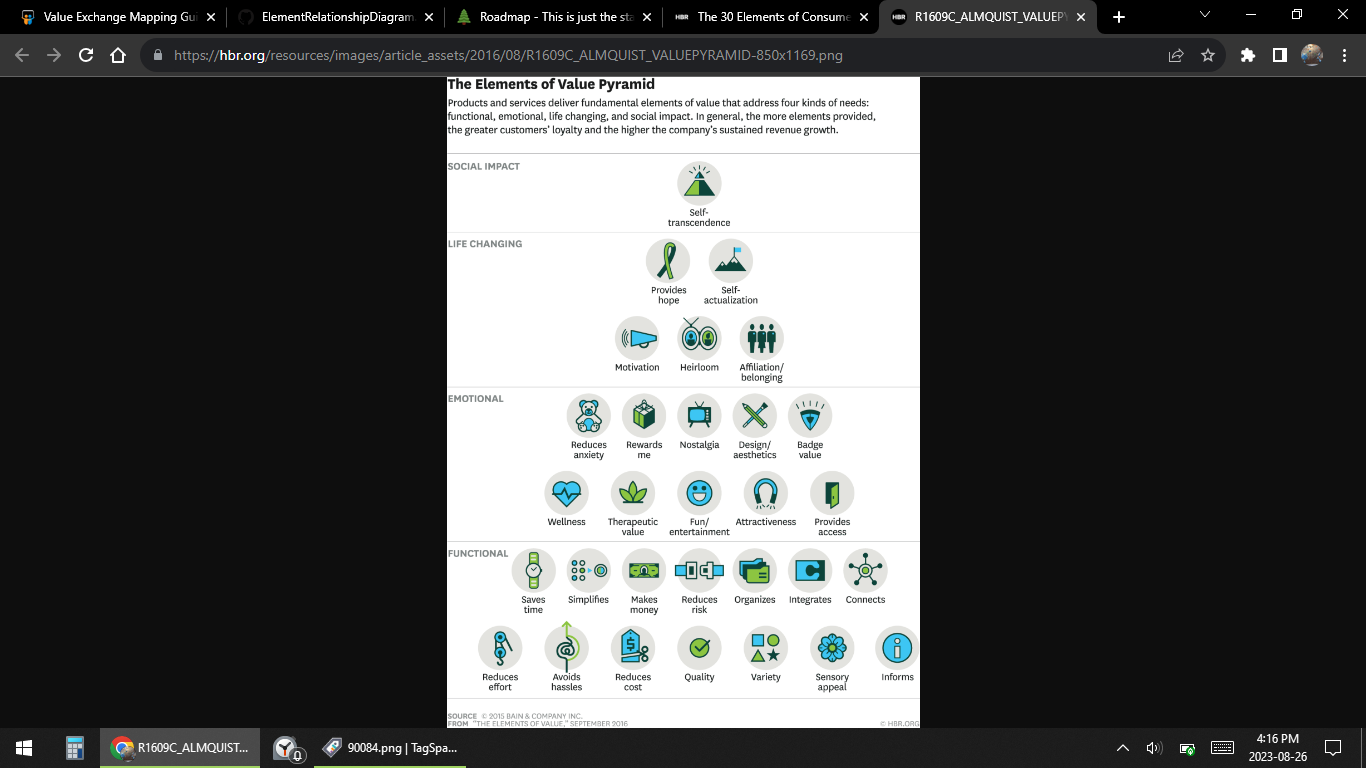 Value Exchange Mapping Gui
ElementRelationshipDiagram
Roadmap - This is just the sta
HBR
The 30 Elements of Consume
HBR
R1609C_ALMQUIST_VALUEPY
https://hbr.org/resources/images/article_assets/2016/08/R1609C_ALMQUIST_VALUEPYRAMID-850x1169.png
The Elements of Value Pyramid
Products and services deliver fundamental elements of value that address four kinds of needs:
functional, emotional, life changing, and social impact. In general, the more elements provided,
the greater customers' loyalty and the higher the company's sustained revenue growth.
SOCIAL IMPACT
Self-
transcendence
LIFE CHANGING
Provides
hope
Self-
actualization
Motivation
Heirloom
Affiliation/
belonging
EMOTIONAL
Reduces
anxiety
Rewards
me
Nostalgia
Design/
aesthetics
Badge
value
Wellness
Therapeutic
value
Fun/
entertainment
Attractiveness
Provides
access
FUNCTIONAL
Saves
time
Simplifies
Makes
money
Reduces
risk
Organizes
Integrates
Connects
Reduces
effort
Avoids
hassles
Reduces
cost
Quality
Variety
Sensory
appeal
Informs
SOURCE © 2015 BAIN & COMPANY INC.
FROM "THE ELEMENTS OF VALUE," SEPTEMBER 2016
© HBR.ORG
R1609C_ALMQUIST...
0
90084.png | TagSpa...
4:16 PM
2023-08-26